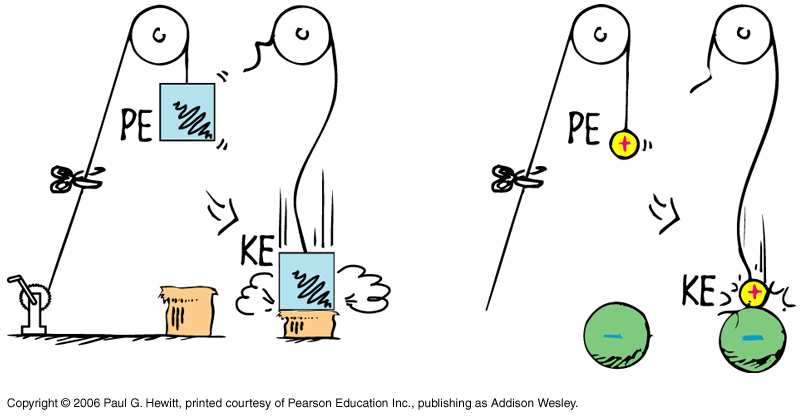 PE
PE
KE
KE
+
+
-
-
Copyright © 2006 Paul G. Hewitt, printed courtesy of Pearson Education Inc., publishing as Addison Wesley.